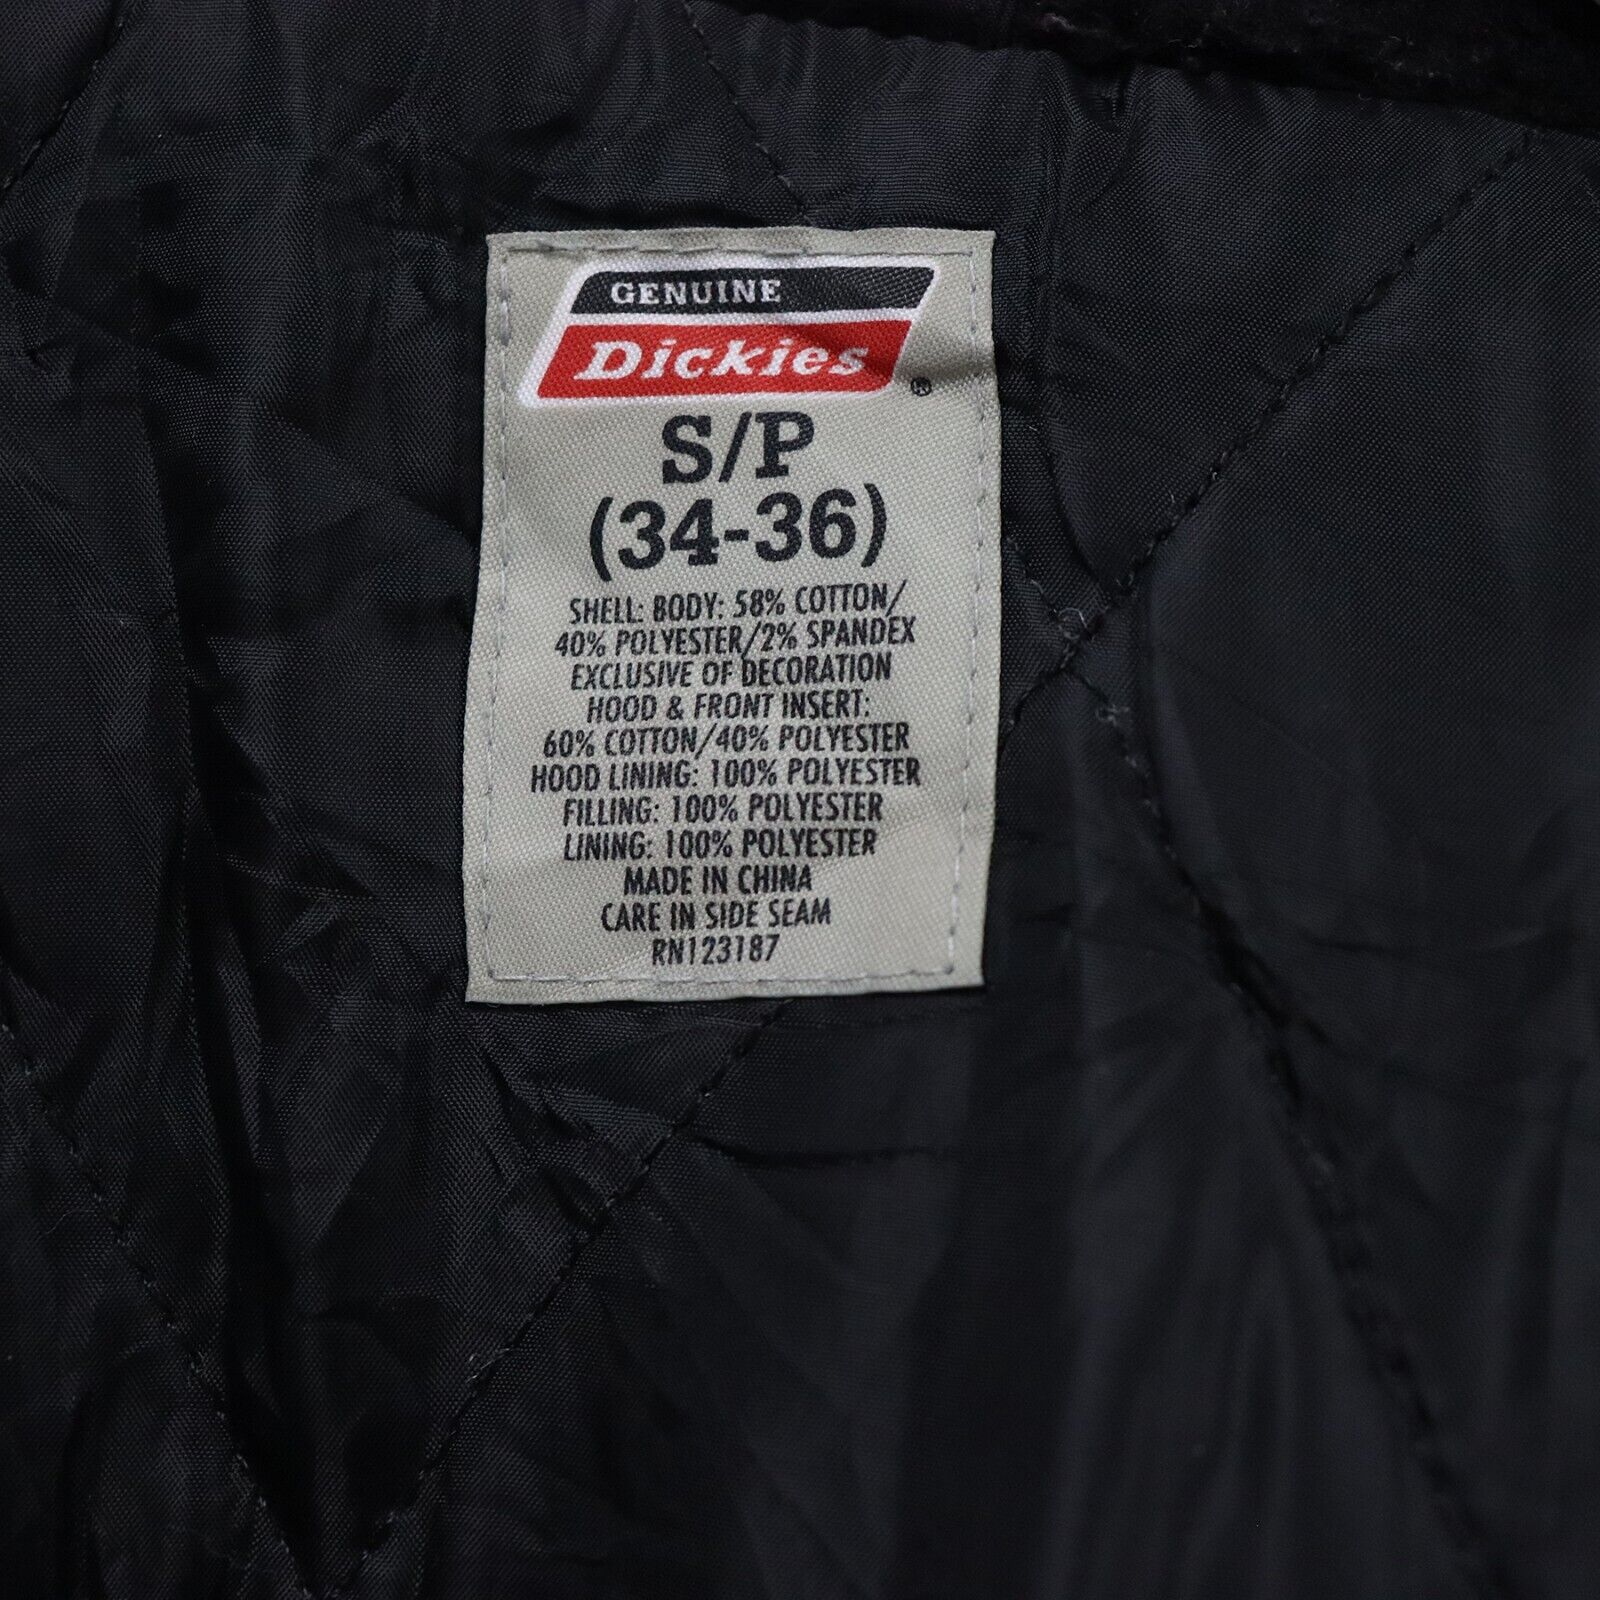 GENUINE
Dickies®
S/P
(34-36)
SHELL: BODY: 58% COTTON/
40% POLYESTER/2% SPANDEX
EXCLUSIVE OF DECORATION
HOOD & FRONT INSERT:
60% COTTON/40% POLYESTER
HOOD LINING: 100% POLYESTER
FILLING: 100% POLYESTER
LINING: 100% POLYESTER
MADE IN CHINA
CARE IN SIDE SEAM
RN123187